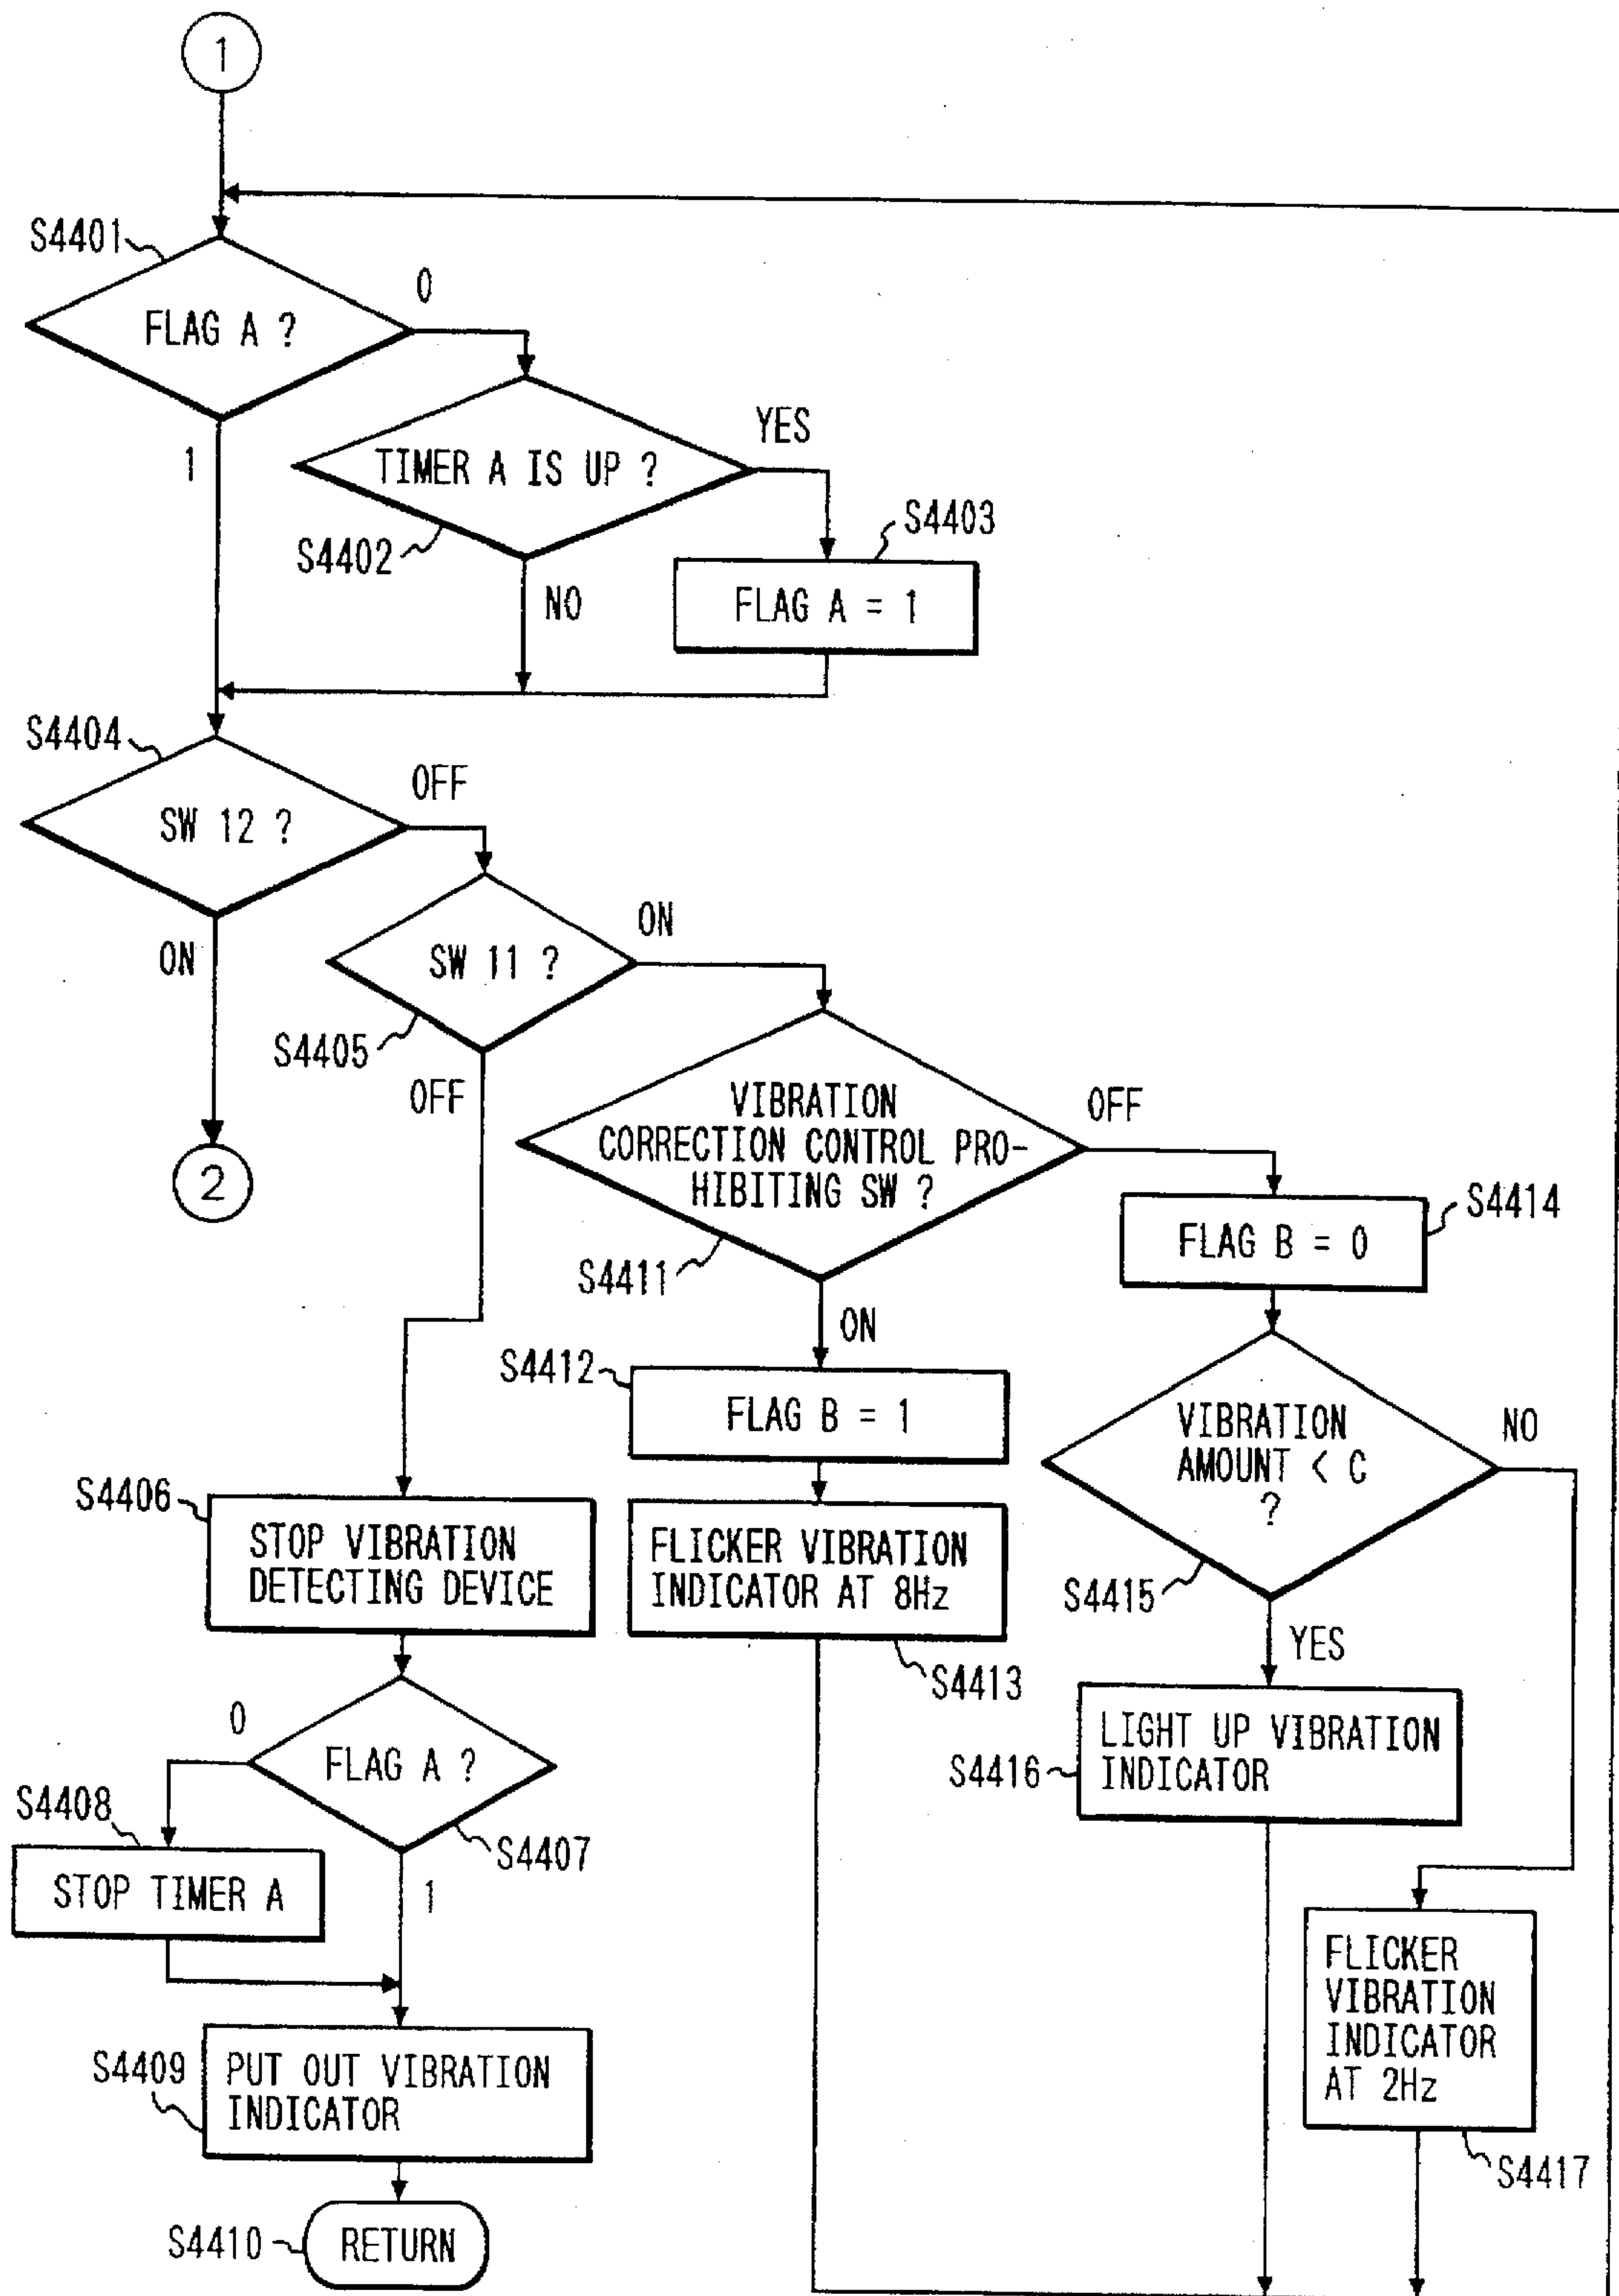 1
S4401
0
FLAG A ?
1
YES
TIMER A IS UP ?
S4402
S4403
NO
FLAG A = 1
S4404
OFF
SW 12 ?
ON
2
ON
SW 11 ?
S4405
OFF
VIBRATION
CORRECTION CONTROL PRO-
HIBITING SW ?
OFF
S4411
ON
S4414
FLAG B = 0
S4412
FLAG B = 1
VIBRATION
AMOUNT < C
?
NO
S4415
YES
S4406
STOP VIBRATION
DETECTING DEVICE
FLICKER VIBRATION
INDICATOR AT 8Hz
S4413
LIGHT UP VIBRATION
INDICATOR
S4416
0
FLAG A ?
S4407
1
S4408
STOP TIMER A
FLICKER
VIBRATION
INDICATOR
AT 2Hz
S4417
S4409
PUT OUT VIBRATION
INDICATOR
S4410
RETURN